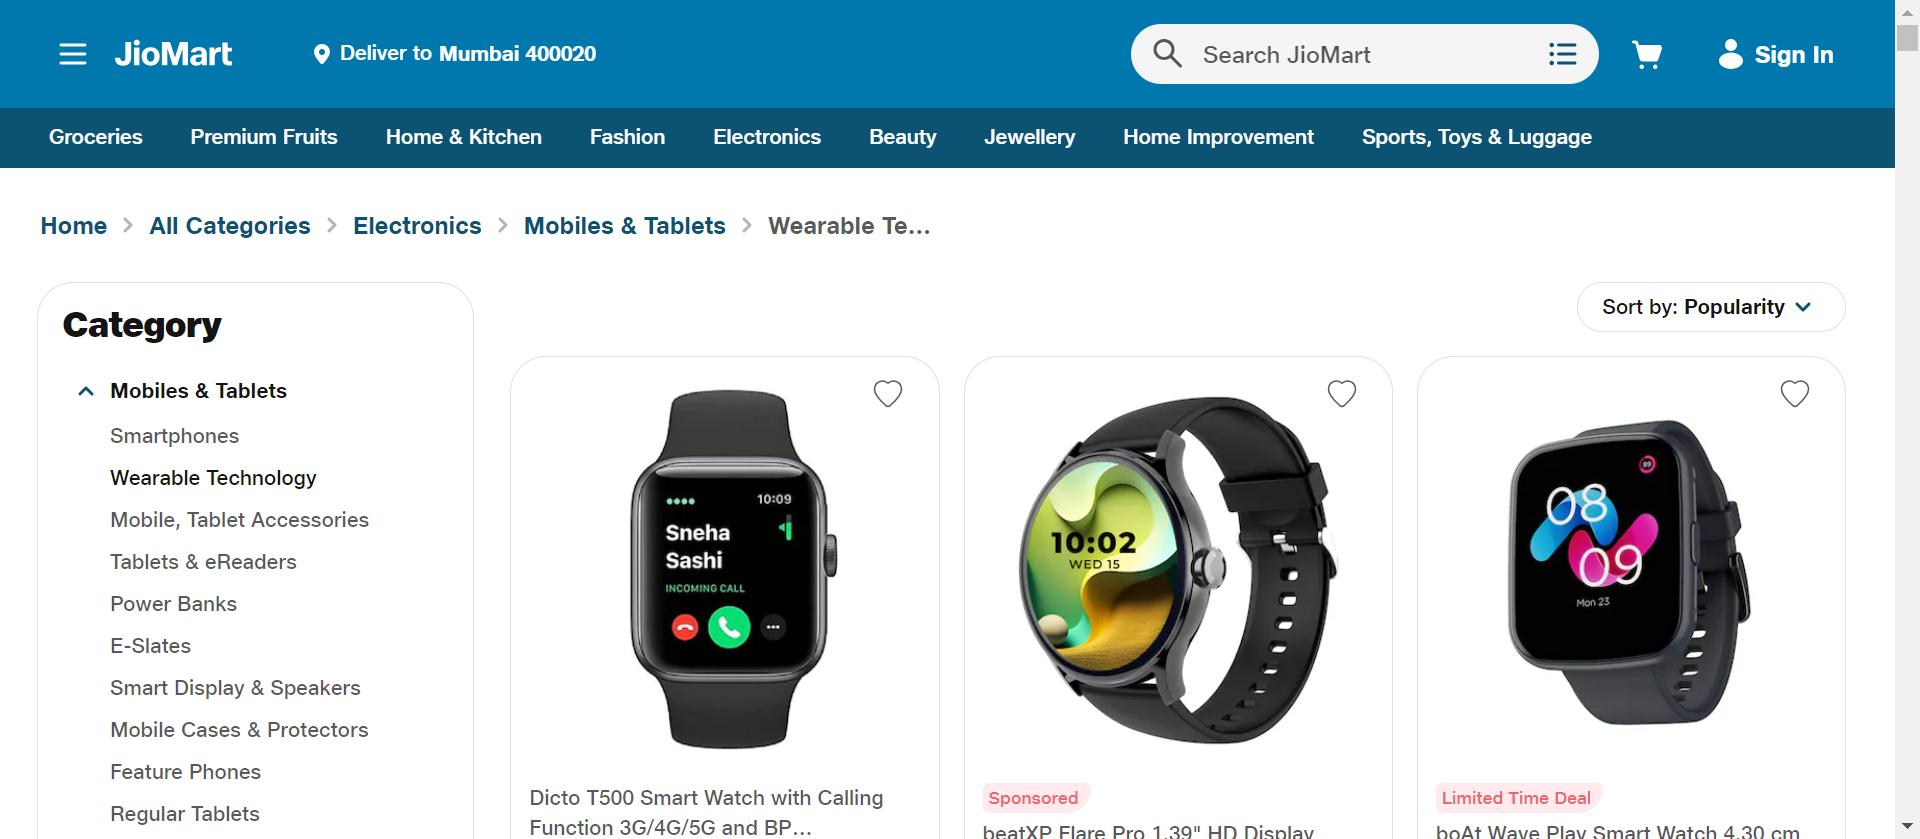 JioMart
Deliver to Mumbai 400020
Search JioMart
Sign In
Groceries
Premium Fruits
Home & Kitchen
Fashion
Electronics
Beauty
Jewellery
Home Improvement
Sports, Toys & Luggage
Home
All Categories
Electronics
Mobiles & Tablets
Wearable Te...
Category
Mobiles & Tablets
Smartphones
Wearable Technology
Mobile, Tablet Accessories
Tablets & eReaders
Power Banks
E-Slates
Smart Display & Speakers
Mobile Cases & Protectors
Feature Phones
Regular Tablets
Sort by: Popularity
10:09
Sneha
Sashi
INCOMING CALL
Dicto T500 Smart Watch with Calling
Function 3G/4G/5G and BP...
10:02
WED 15
Sponsored
beatXP Flare Pro 1.39" HD Display
89
08
09
Mon 23
Limited Time Deal
boAt Wave Play Smart Watch 4.30 cm